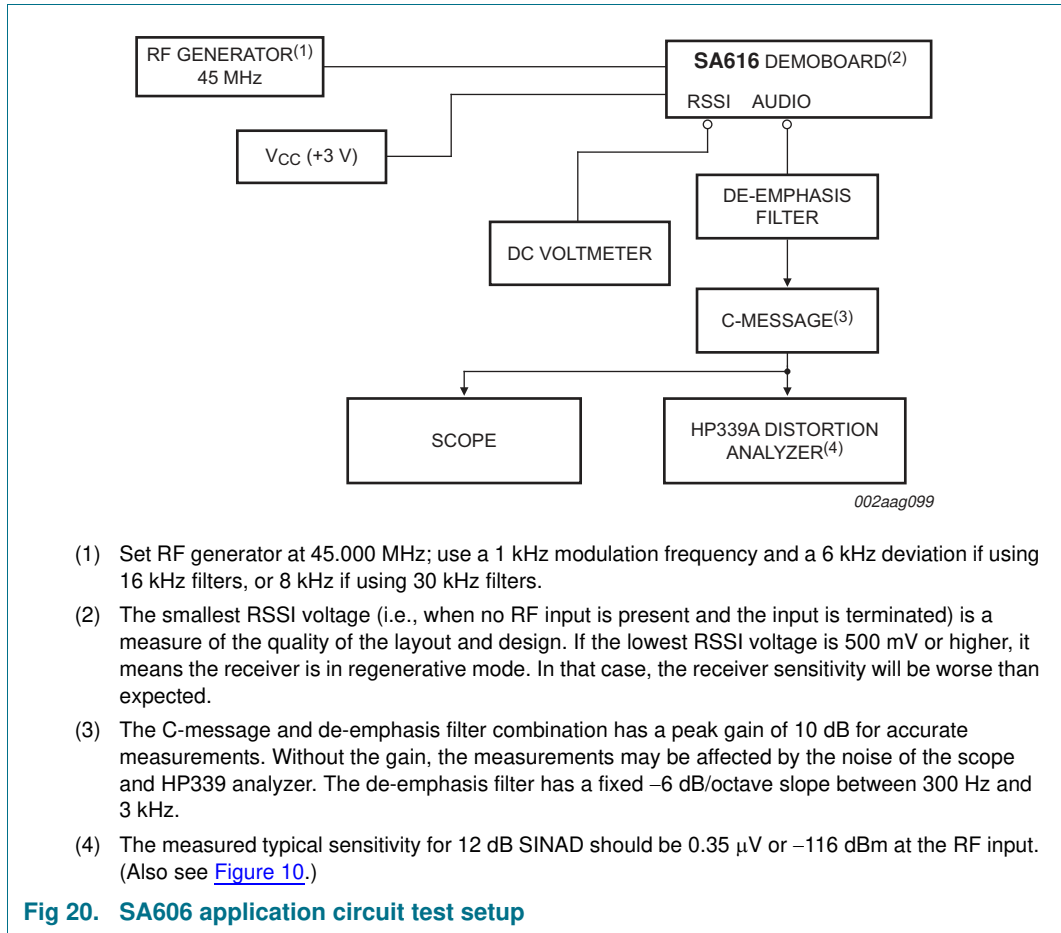 RF GENERATOR(1)
45 MHz
SA616 DEMOBOARD(2)
RSSI AUDIO
VCC (+3 V)
DE-EMPHASIS
FILTER
DC VOLTMETER
C-MESSAGE(3)
SCOPE
HP339A DISTORTION
ANALYZER(4)
002aag099
(1) Set RF generator at 45.000 MHz; use a 1 kHz modulation frequency and a 6 kHz deviation if using
16 kHz filters, or 8 kHz if using 30 kHz filters.
(2) The smallest RSSI voltage (i.e., when no RF input is present and the input is terminated) is a
measure of the quality of the layout and design. If the lowest RSSI voltage is 500 mV or higher, it
means the receiver is in regenerative mode. In that case, the receiver sensitivity will be worse than
expected.
(3) The C-message and de-emphasis filter combination has a peak gain of 10 dB for accurate
measurements. Without the gain, the measurements may be affected by the noise of the scope
and HP339 analyzer. The de-emphasis filter has a fixed −6 dB/octave slope between 300 Hz and
3 kHz.
(4) The measured typical sensitivity for 12 dB SINAD should be 0.35 μV or −116 dBm at the RF input.
(Also see Figure 10.)
Fig 20. SA606 application circuit test setup